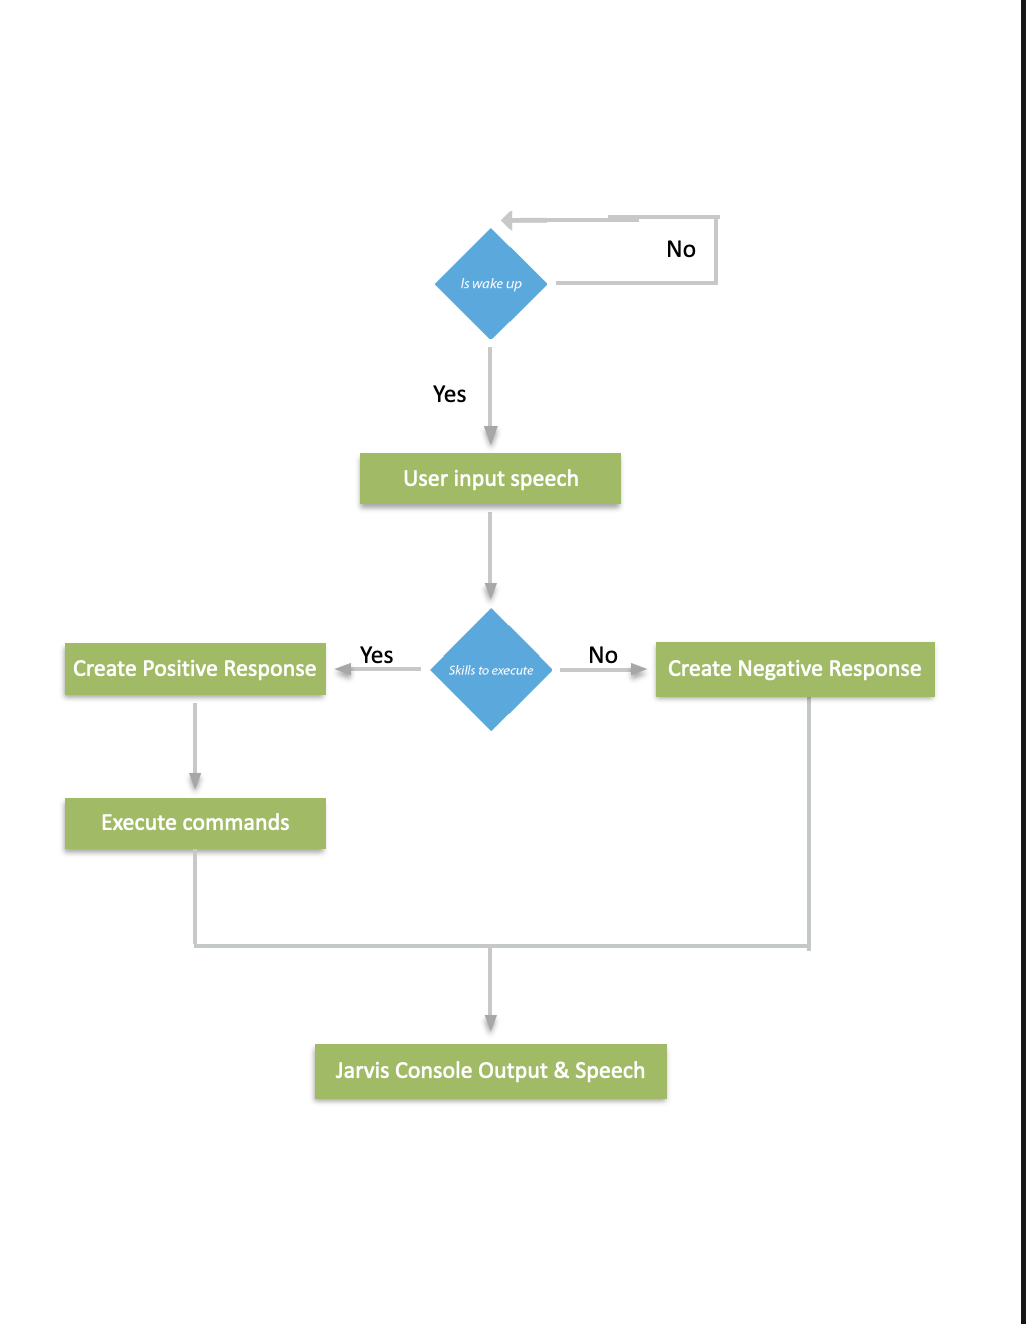 No
Is wake up
Yes
User input speech
Yes
No
Create Positive Response
Skills to execute
Create Negative Response
Execute commands
Jarvis Console Output & Speech